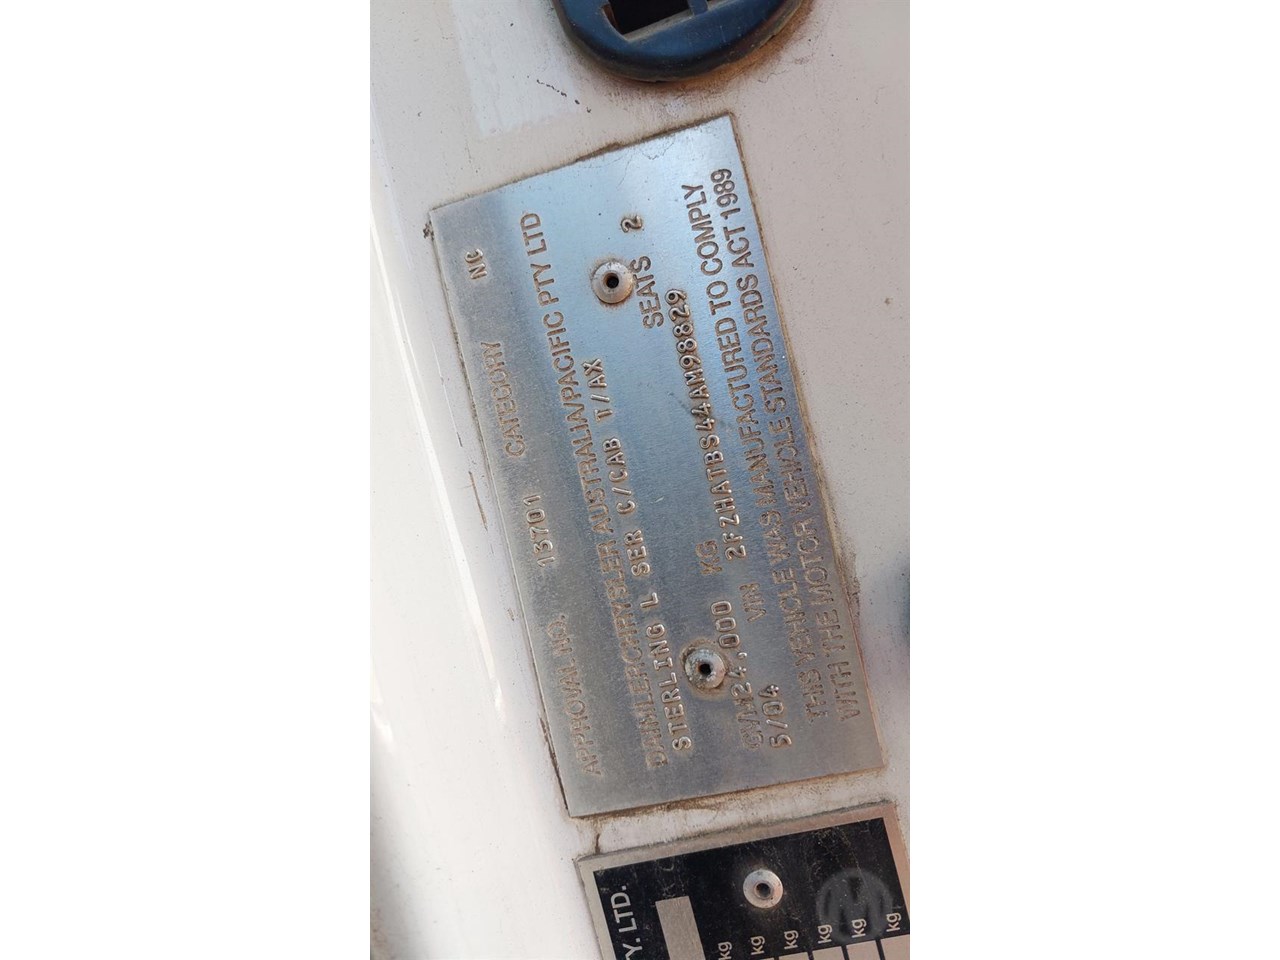 APPROVAL NO. 13701 CATEGORY NC
DAIMLERCHRYSLER AUSTRALIA/PACIFIC PTY LTD
STERLING L SER C/CAB T/AX SEATS 2
GVM24,000 KG VIN 2FZHATBS44AM98829
5/04
THIS VEHICLE WAS MANUFACTURED TO COMPLY
WITH THE MOTOR VEHICLE STANDARDS ACT 1989
Y. LTD.
kg
kg
kg
kg
kg
kg